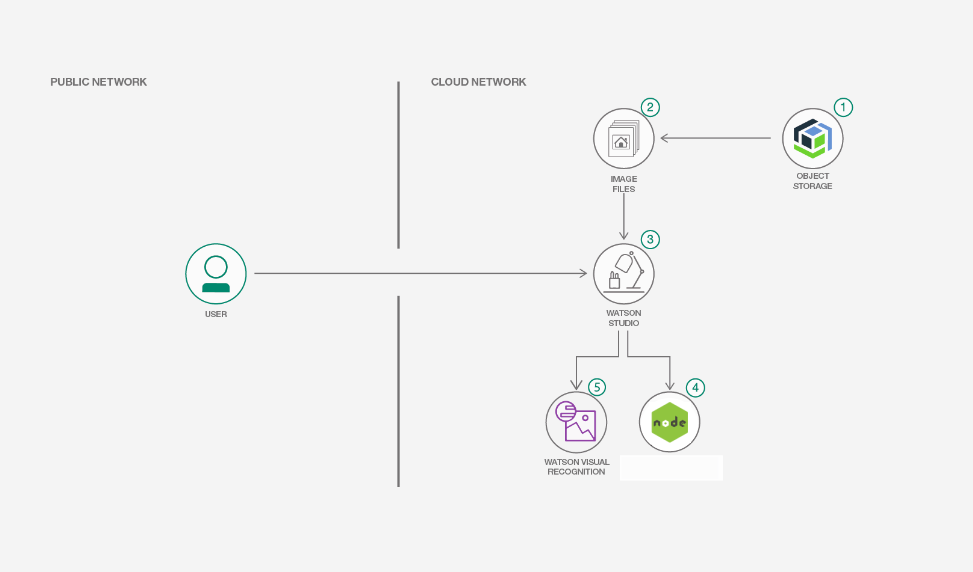 PUBLIC NETWORK
CLOUD NETWORK
2
1
IMAGE
FILES
OBJECT
STORAGE
3
USER
WATSON
STUDIO
5
4
node
WATSON VISUAL
RECOGNITION